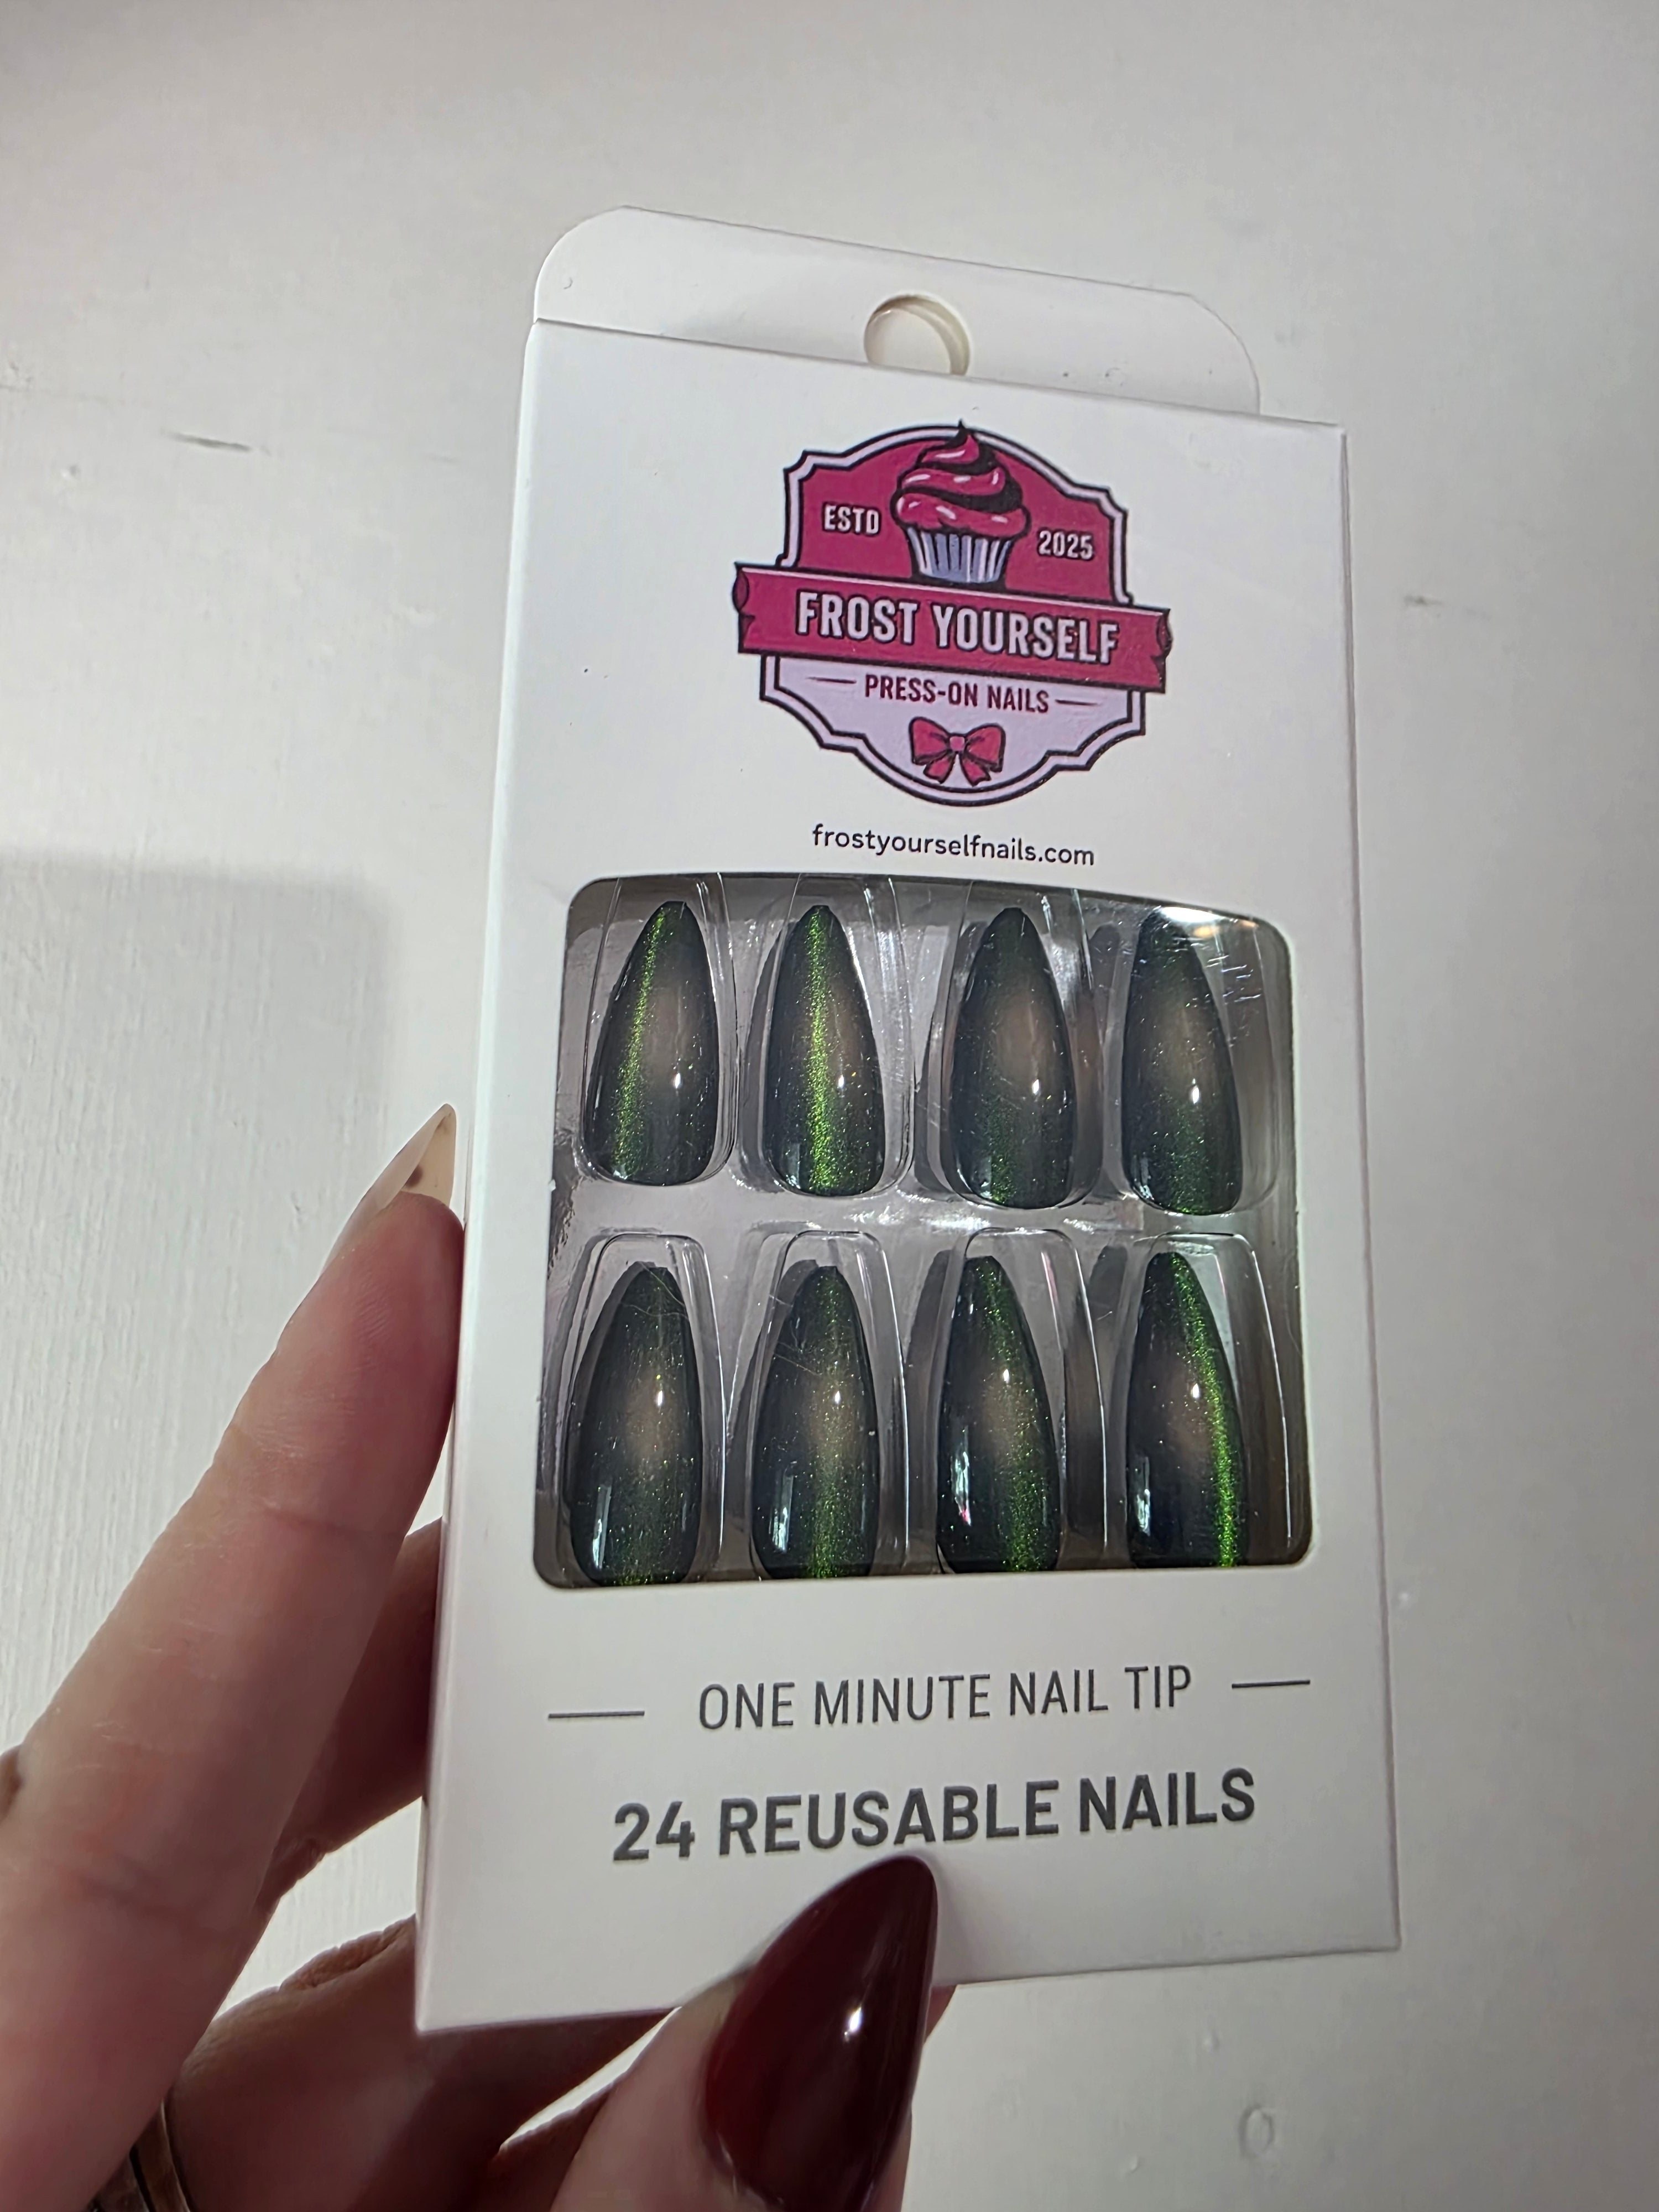 ESTD 2025
FROST YOURSELF
PRESS-ON NAILS
frostyourselfnails.com
ONE MINUTE NAIL TIP
24 REUSABLE NAILS